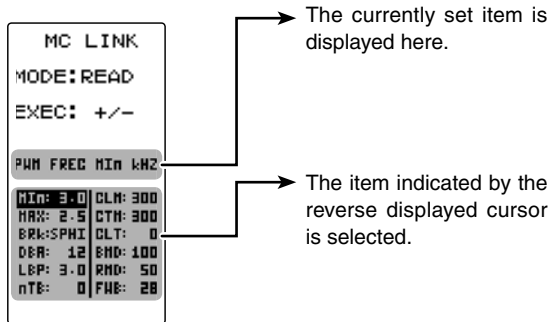 MC LINK
MODE:READ
EXEC: +/-
PWM FREC MIn kHZ
MIn: 3.0 CLM: 300
MAX: 2.5 CTM: 300
BRk:SPHI CLT: 0
DBA: 12 BMD: 100
LBP: 3.0 RMD: 50
nTB: 0 FWB: 28
The currently set item is
displayed here.
The item indicated by the
reverse displayed cursor
is selected.